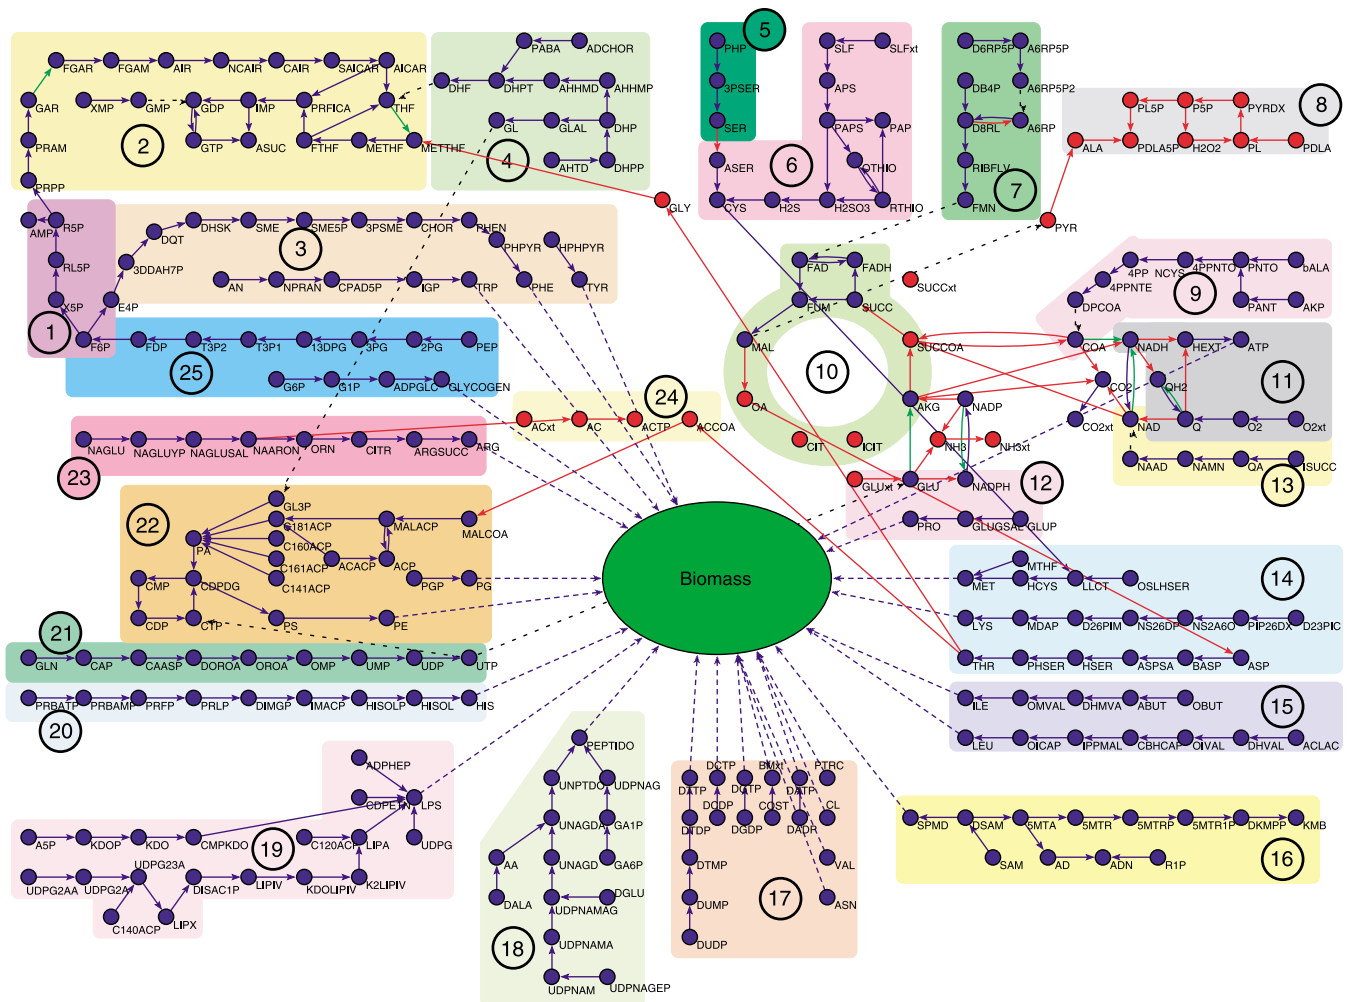 PABA
ADCHOR
5
PHP
SLF
SLFxt
D6RP5P
A6RP5P
FGAR
FGAM
AIR
NCAIR
CAIR
SAICAR
AICAR
DHF
DHPT
AHHMD
AHHMP
3PSER
APS
DB4P
A6RP5P2
8
GAR
XMP
GMP
GDP
IMP
PRFICA
THF
PL5P
P5P
PYRDX
2
GL
GLAL
DHP
SER
PAPS
PAP
D8RL
A6RP
PRAM
GTP
ASUC
FTHF
METHF
METTHF
4
AHTD
DHPP
6
ASER
OTHIO
RIBFLV
7
ALA
PDLA5P
H2O2
PL
PDLA
PRPP
GLY
CYS
H2S
H2SO3
RTHIO
FMN
PYR
AMP
R5P
DHSK
SME
SME5P
3PSME
CHOR
PHEN
3
DQT
PHPYR
HPHPYR
RL5P
3DDAH7P
FAD
FADH
4PP
NCYS
4PPNTO
PNTO
bALA
AN
NPRAN
CPAD5P
IGP
TRP
PHE
TYR
SUCCxt
4PPNTE
9
X5P
E4P
FUM
SUCC
DPCOA
PANT
AKP
1
F6P
FDP
T3P2
T3P1
13DPG
3PG
2PG
PEP
MAL
SUCCOA
COA
NADH
HEXT
ATP
25
10
11
G6P
G1P
ADPGLC
GLYCOGEN
CO2
QH2
24
OA
AKG
NADP
ACxt
AC
ACTP
ACCOA
CO2xt
NAD
Q
O2
O2xt
NAGLU
NAGLUYP
NAGLUSAL
NAARON
ORN
CITR
ARGSUCC
ARG
CIT
ICIT
NH3
NH3xt
23
NAAD
NAMN
QA
ISUCC
GLUxt
GLU
NADPH
12
13
GL3P
22
C181ACP
MALACP
MALCOA
PRO
GLUGSAL
GLUP
PA
C160ACP
C161ACP
ACACP
ACP
MTHF
14
CMP
CDPDG
C141ACP
PGP
PG
Biomass
MET
HCYS
LLCT
OSLHSER
CDP
CTP
PS
PE
LYS
MDAP
D26PIM
NS26DP
NS2A6O
PIP26DX
D23PIC
21
GLN
CAP
CAASP
DOROA
OROA
OMP
UMP
UDP
UTP
THR
PHSER
HSER
ASPSA
BASP
ASP
PRBATP
PRBAMP
PRFP
PRLP
DIMGP
IMACP
HISOLP
HISOL
HIS
20
ILE
OMVAL
DHMVA
ABUT
OBUT
15
PEPTIDO
LEU
OICAP
IPPMAL
CBHCAP
OIVAL
DHVAL
ACLAC
ADPHEP
DCTP
BMxt
PTRC
UNPTDO
UDPNAG
DTTP
DGTP
DATP
CDPETN
LPS
DCDP
COST
CL
UNAGDA
GA1P
DTDP
DGDP
DADP
SPMD
DSAM
5MTA
5MTR
5MTRP
5MTR1P
DKMPP
KMB
A5P
KDOP
KDO
CMPKDO
19
C120ACP
LIPA
UDPG
UDPG23A
AA
UNAGD
GA6P
DTMP
VAL
SAM
AD
ADN
R1P
16
UDPG2AA
UDPG2A
DISAC1P
LIPIV
KDOLIPIV
K2LIPIV
DALA
UDPNAMAG
DGLU
DUMP
17
ASN
C140ACP
LIPX
18
UDPNAMA
DUDP
UDPNAM
UDPNAGEP